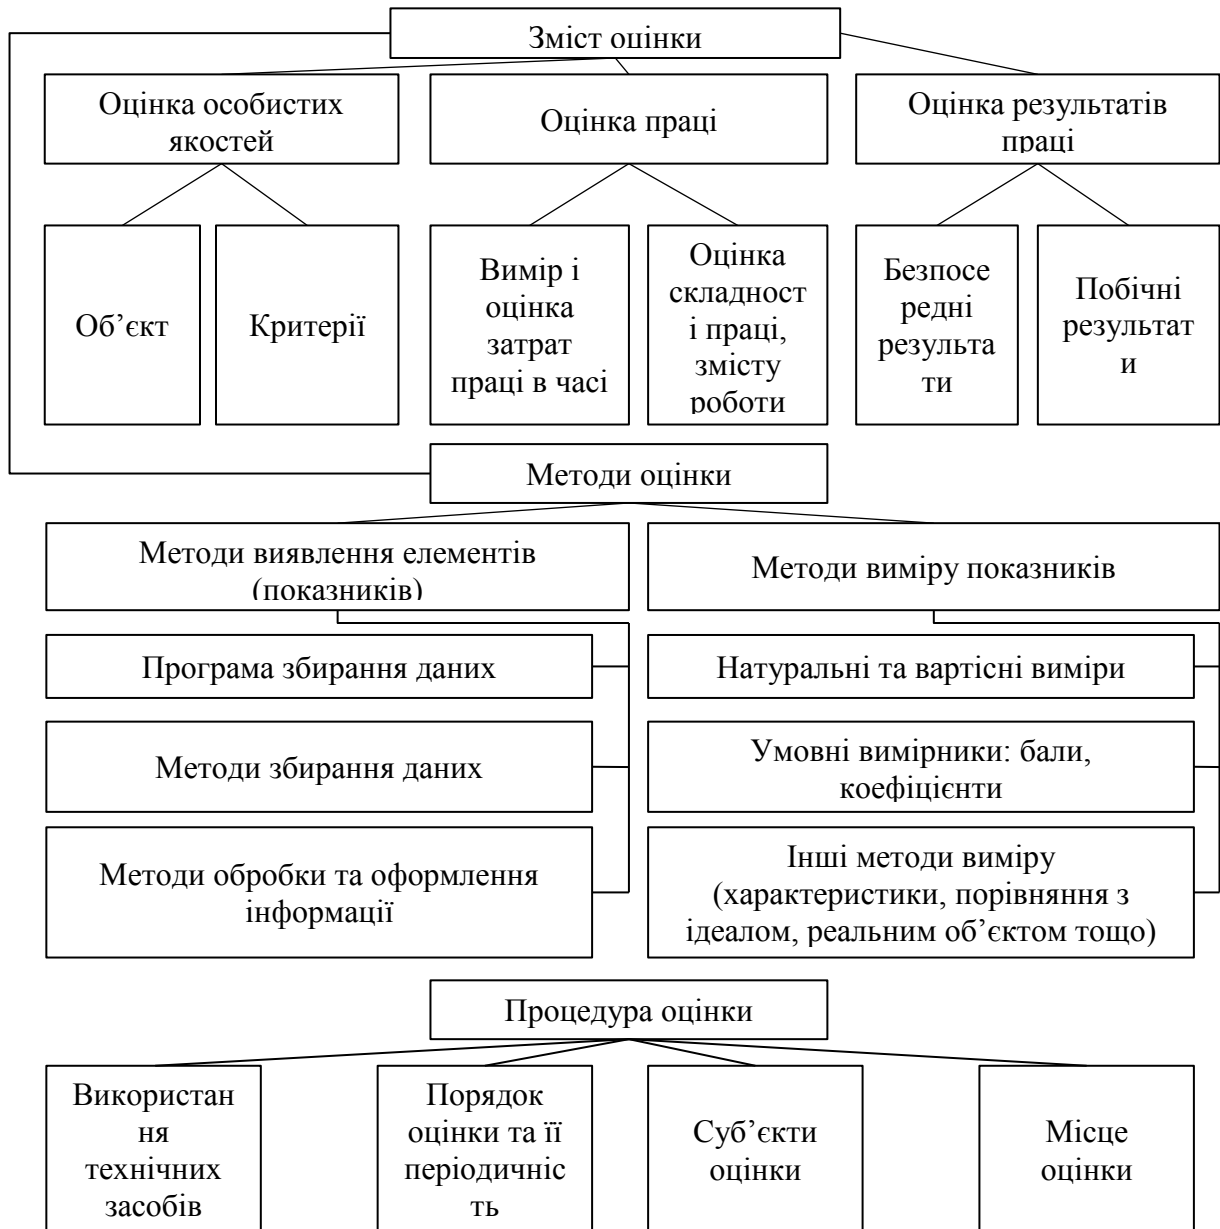 Зміст оцінки
Оцінка особистих
якостей
Оцінка праці
Оцінка результатів
праці
Об’єкт
Критерії
Вимір і
оцінка
затрат
праці в часі
Оцінка
складност
і праці,
змісту
роботи
Безпосе
редні
результа
ти
Побічні
результат
и
Методи оцінки
Методи виявлення елементів
(показників)
Методи виміру показників
Програма збирання даних
Натуральні та вартісні виміри
Методи збирання даних
Умовні вимірники: бали,
коефіцієнти
Методи обробки та оформлення
інформації
Інші методи виміру
(характеристики, порівняння з
ідеалом, реальним об’єктом тощо)
Процедура оцінки
Використан
ня
технічних
засобів
Порядок
оцінки та її
періодичніс
ть
Суб’єкти
оцінки
Місце
оцінки